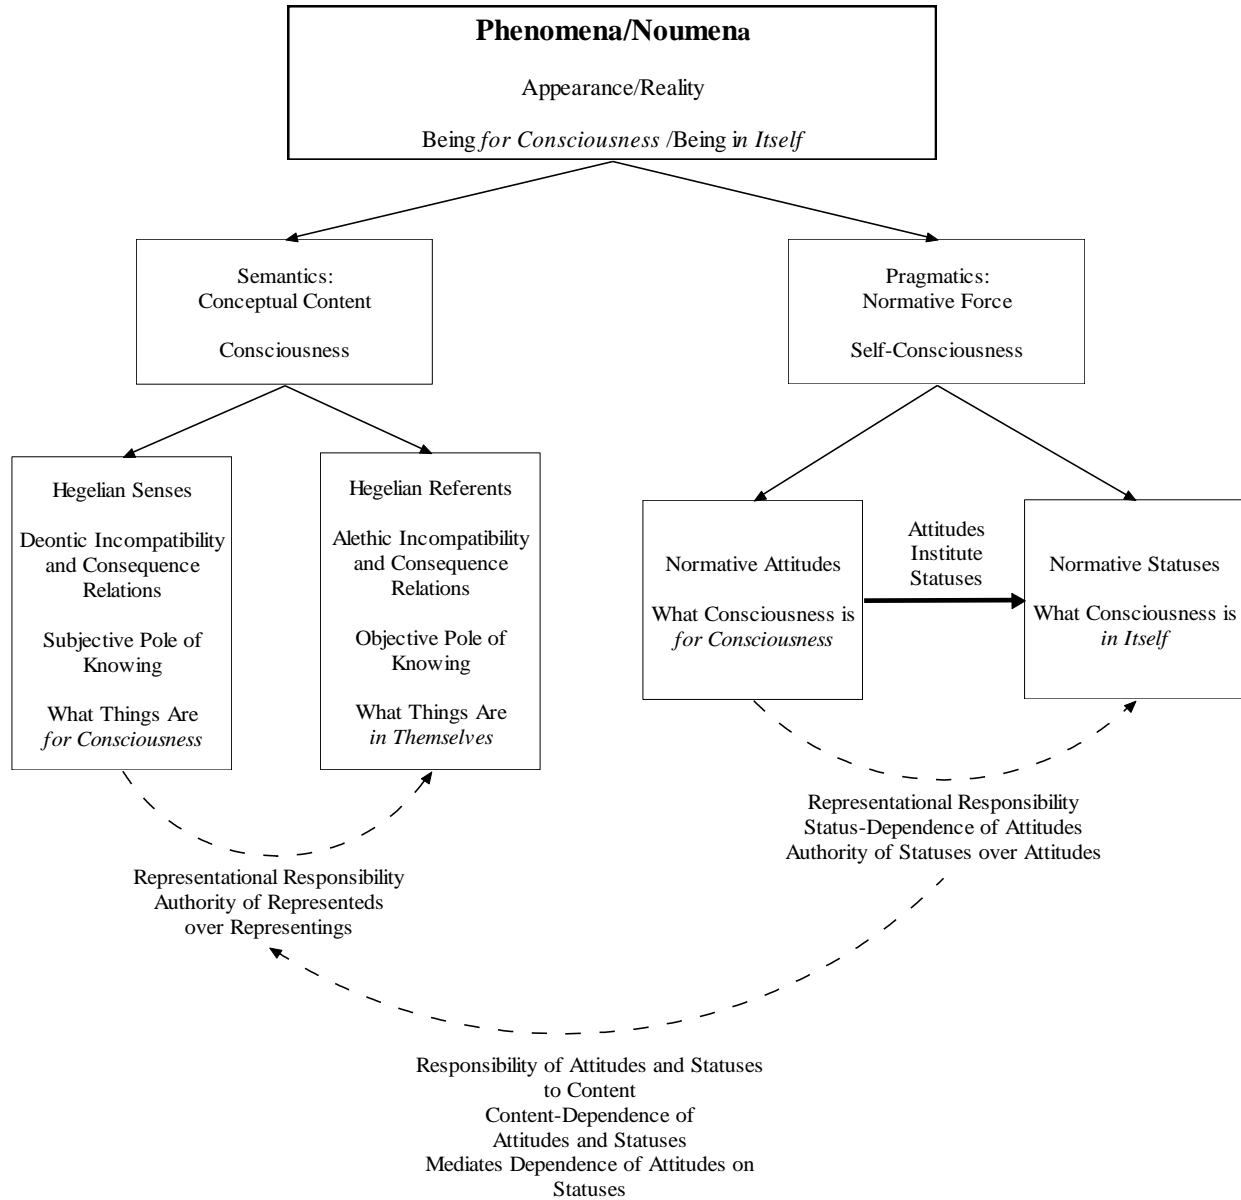 Phenomena/Noumena
Appearance/Reality
Being for Consciousness /Being in Itself
Semantics:
Conceptual Content
Consciousness
Pragmatics:
Normative Force
Self-Consciousness
Hegelian Senses
Deontic Incompatibility
and Consequence
Relations
Subjective Pole of
Knowing
What Things Are
for Consciousness
Hegelian Referents
Alethic Incompatibility
and Consequence
Relations
Objective Pole of
Knowing
What Things Are
in Themselves
Normative Attitudes
What Consciousness is
for Consciousness
Attitudes
Institute
Statuses
Normative Statuses
What Consciousness is
in Itself
Representational Responsibility
Authority of Representeds
over Representings
Representational Responsibility
Status-Dependence of Attitudes
Authority of Statuses over Attitudes
Responsibility of Attitudes and Statuses
to Content
Content-Dependence of
Attitudes and Statuses
Mediates Dependence of Attitudes on
Statuses